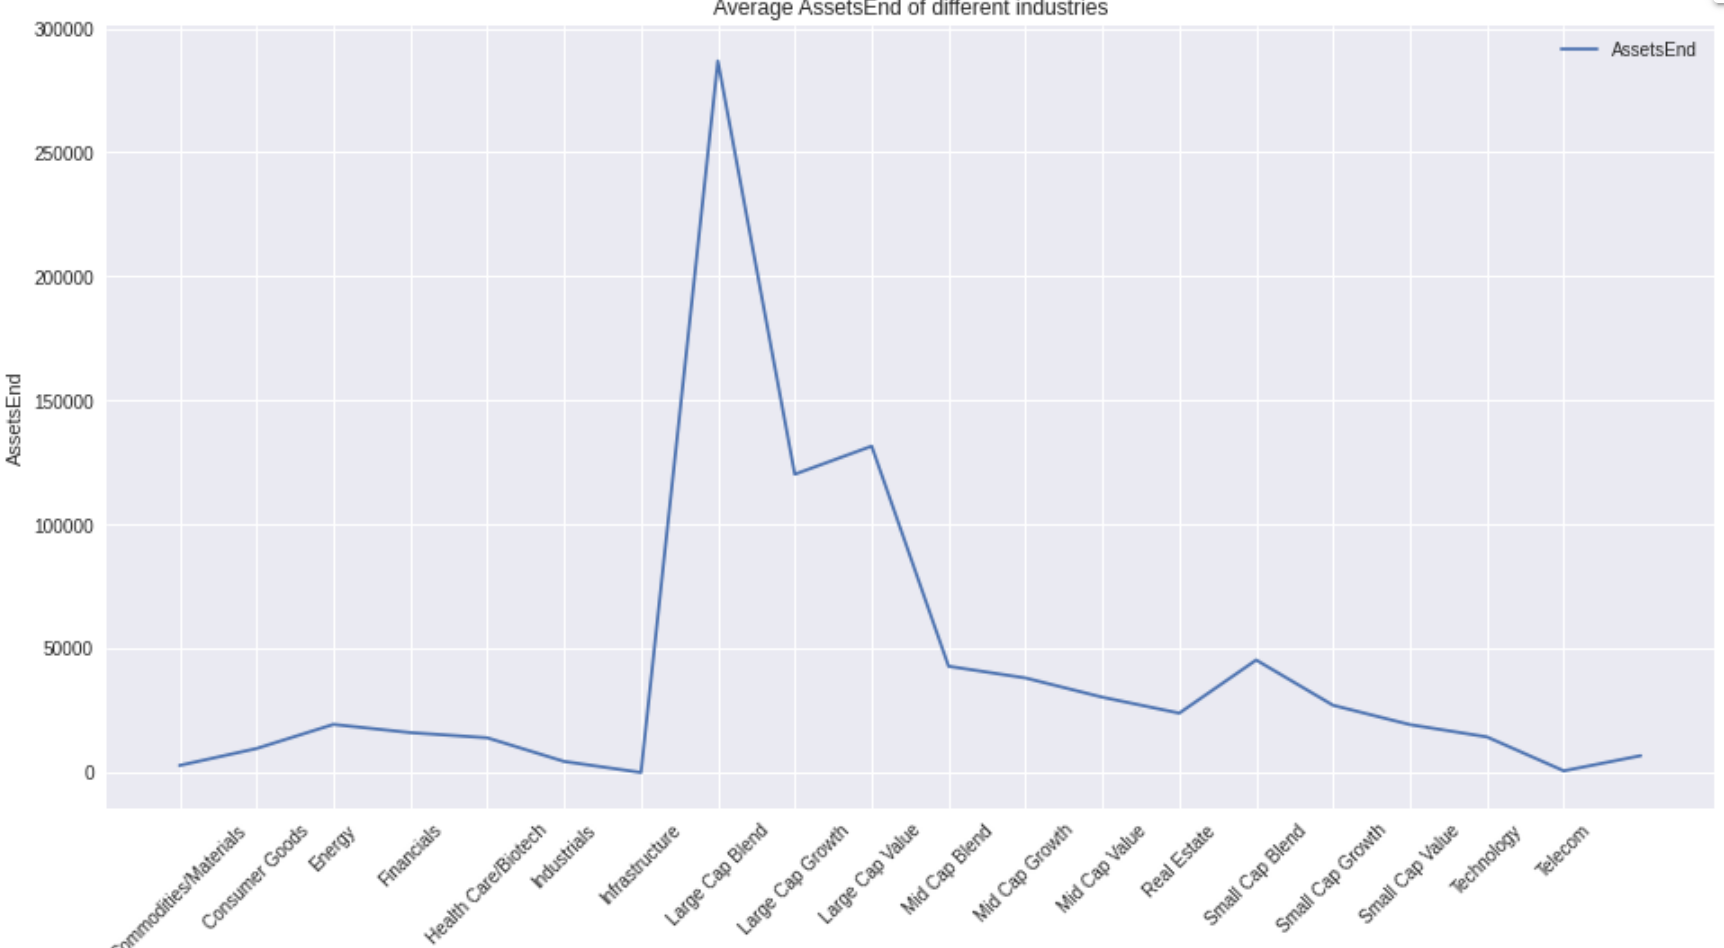 Average AssetsEnd of different industries
AssetsEnd
300000
250000
200000
150000
100000
50000
0
AssetsEnd
ommodities/Materials
Consumer Goods
Energy
Financials
Health Care/Biotech
Industrials
Infrastructure
Large Cap Blend
Large Cap Growth
Large Cap Value
Mid Cap Blend
Mid Cap Growth
Mid Cap Value
Real Estate
Small Cap Blend
Small Cap Growth
Small Cap Value
Technology
Telecom